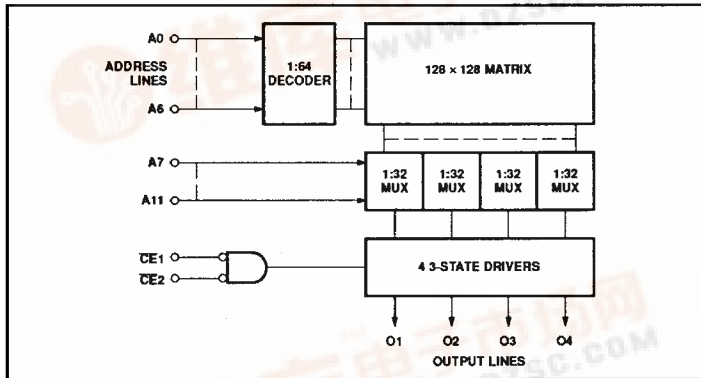 A0
ADDRESS
LINES
A6
1:64
DECODER
128 × 128 MATRIX
A7
A11
1:32
MUX
1:32
MUX
1:32
MUX
1:32
MUX
CE1
CE2
4 3-STATE DRIVERS
O1 O2 O3 O4
OUTPUT LINES